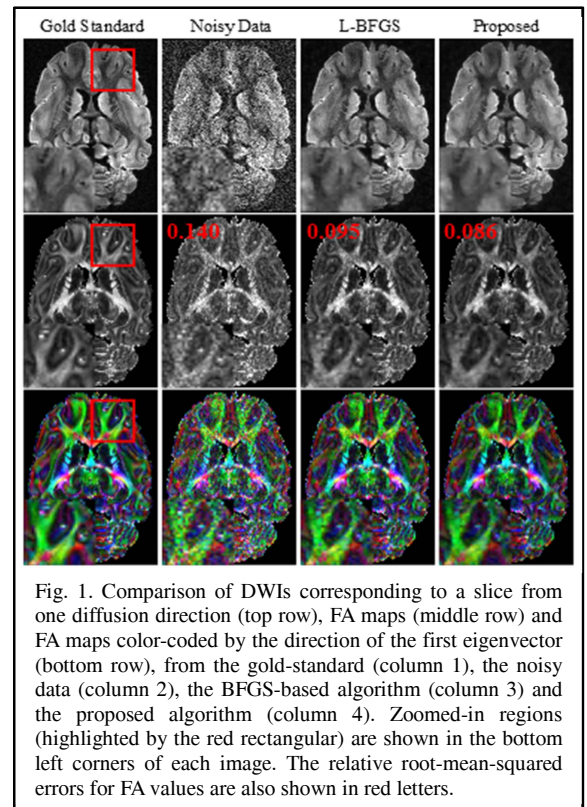 Gold Standard Noisy Data L-BFGS Proposed
0.140 0.095 0.086
Fig. 1. Comparison of DWIs corresponding to a slice from
one diffusion direction (top row), FA maps (middle row) and
FA maps color-coded by the direction of the first eigenvector
(bottom row), from the gold-standard (column 1), the noisy
data (column 2), the BFGS-based algorithm (column 3) and
the proposed algorithm (column 4). Zoomed-in regions
(highlighted by the red rectangular) are shown in the bottom
left corners of each image. The relative root-mean-squared
errors for FA values are also shown in red letters.